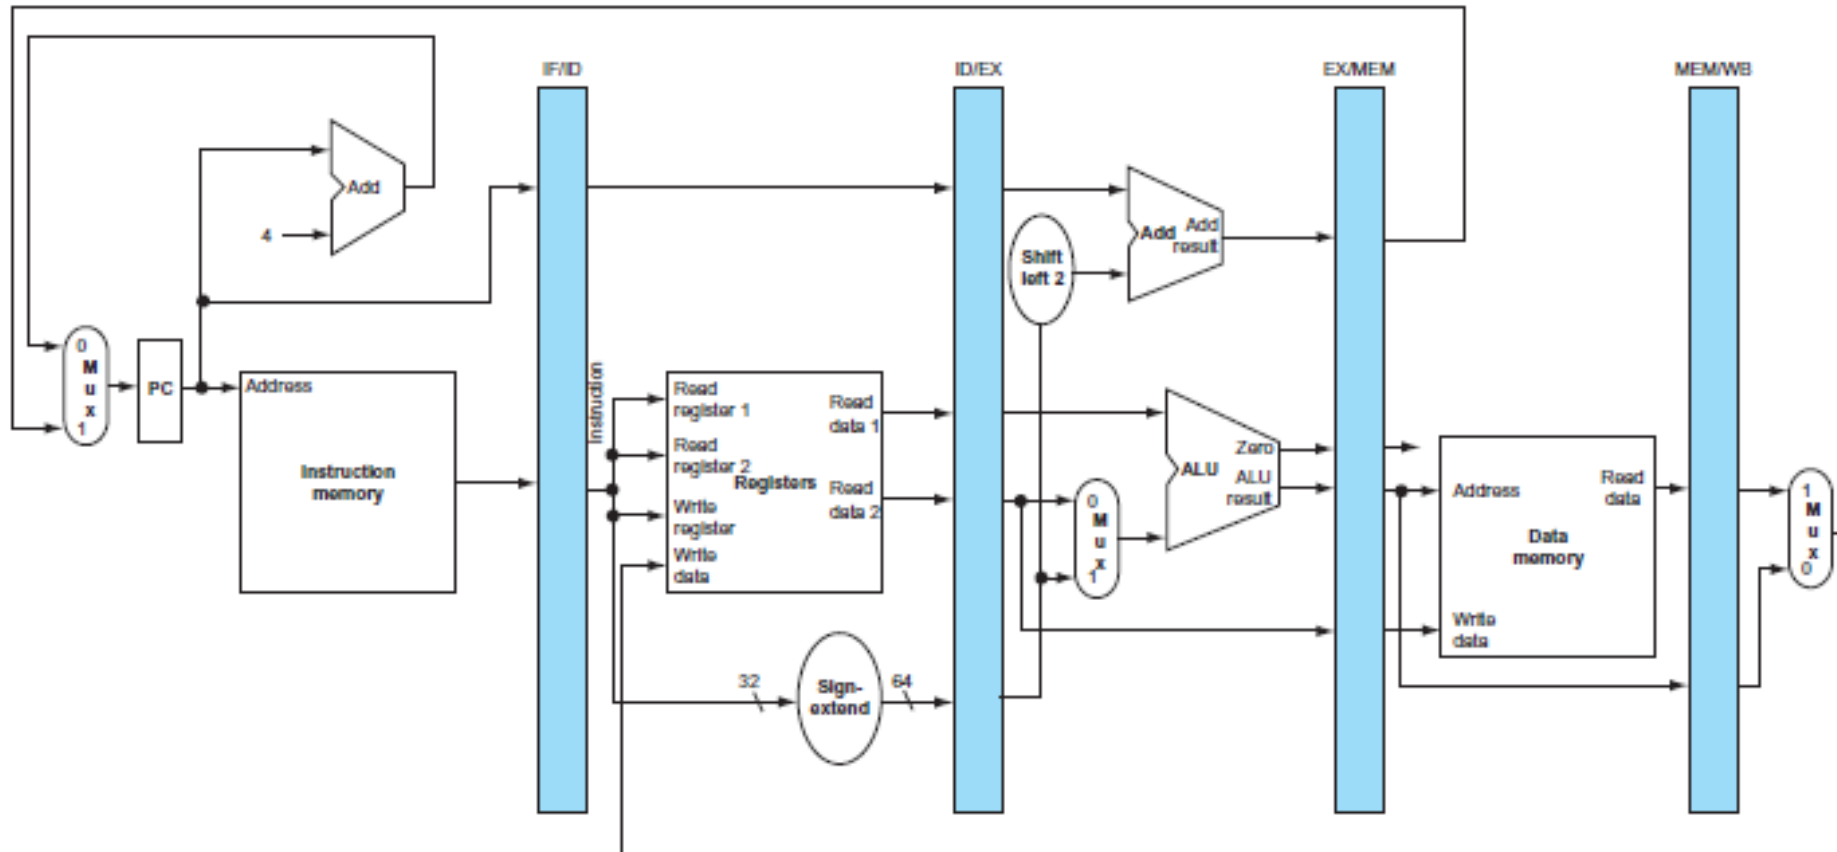 IF/ID
ID/EX
EX/MEM
MEM/WB
Add
4
Add
Add
result
Shift
left 2
0
M
u
x
1
PC
Address
Instruction
memory
Instruction
Read
register 1
Read
register 2
Write
register
Write
data
Registers
Read
data 1
Read
data 2
0
M
u
x
1
Zero
ALU
ALU
result
Address
Read
data
Data
memory
Write
data
1
M
u
x
0
32
Sign-
extend
64